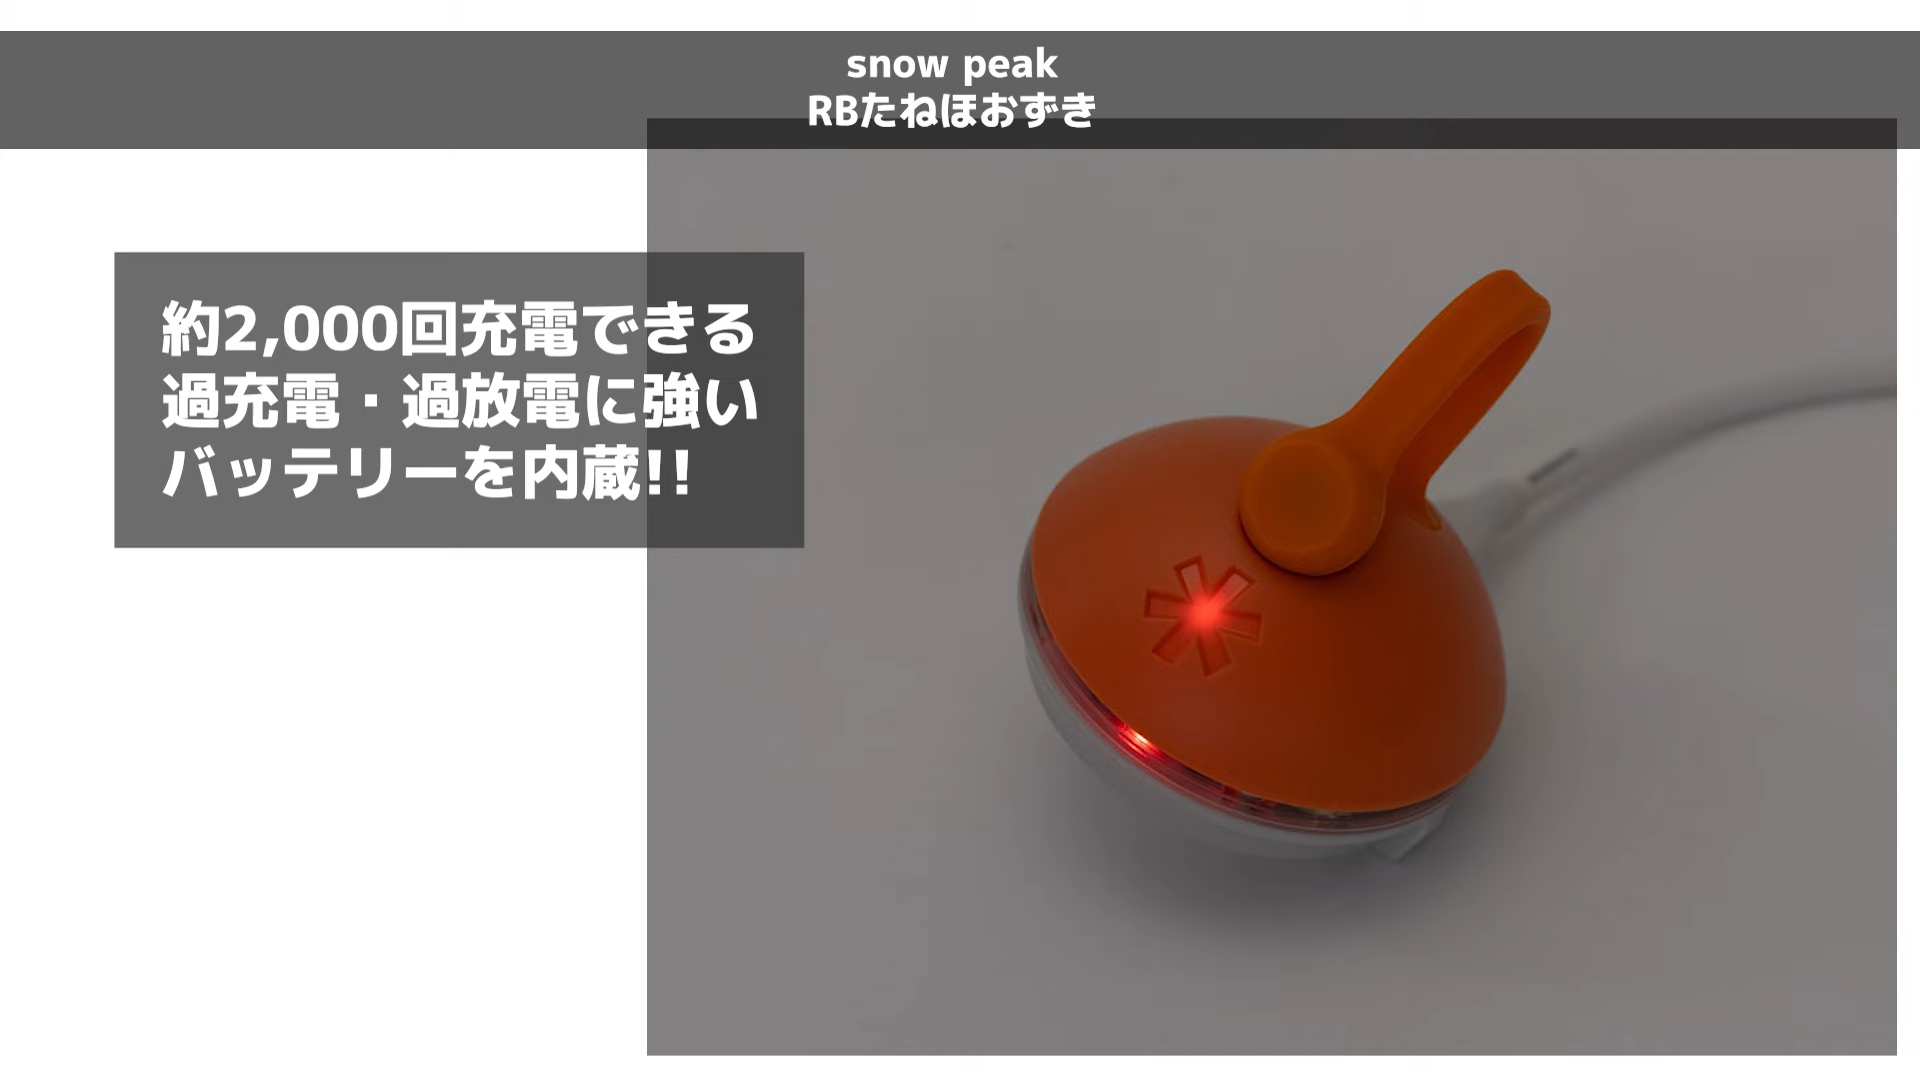 snow peak
RBたねほおずき
約2,000回充電できる
過充電・過放電に強い
バッテリーを内蔵!!